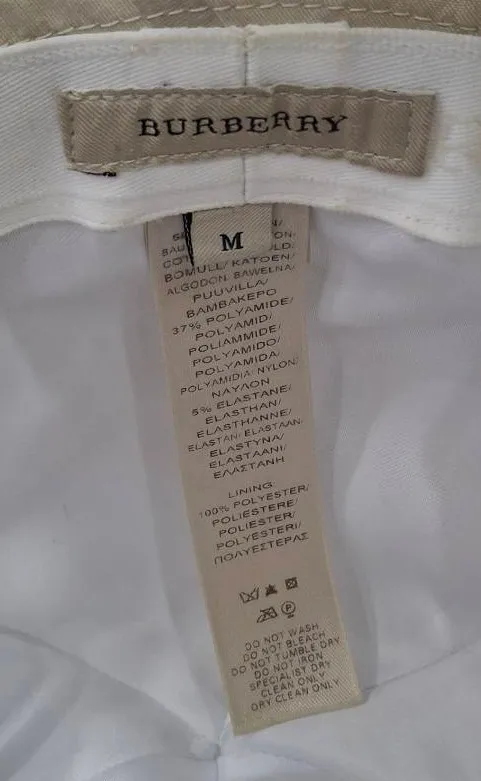 BURBERRY
M
BOMULL/ KATOEN/
ALGODON. BAWELNA/
PUUVILLA/
BAMBAKEPO
37% POLYAMIDE/
POLYAMID/
POLIAMMIDE/
POLYAMIDO/
POLYAMIDA/
POLYAMIDIA/ NYLON/
ΝΑΥΛΟΝ
5% ELASTANE/
ELASTHAN/
ELASTHANNE/
ELASTAN/ ELASTAAN.
ELASTYNA/
ELASTAANI/
ΕΛΑΣΤΑΝΗ
LINING:
100% POLYESTER/
POLIESTERE/
POLIESTER/
POLYESTERI/
ΠΟΛΥΕΣΤΕΡΑΣ
P
DO NOT WASH
DO NOT BLEACH
DO NOT TUMBLE DRY
DO NOT IRON
SPECIALIST DRY
CLEAN ONLY
DRY CLEAN ONLY